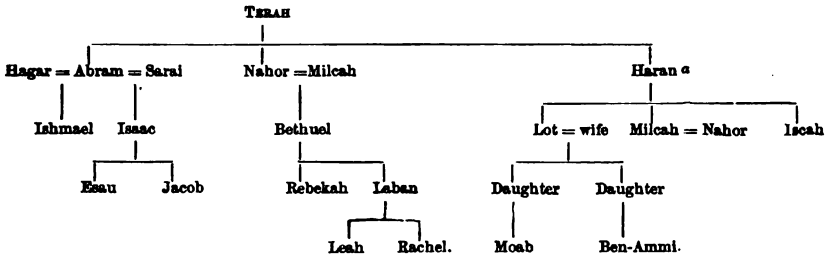 TERAH
Hagar = Abram = Sarai Nahor = Milcah Haran a
Ishmael Isaac Bethuel Lot = wife Milcah = Nahor Iscah
Esau Jacob Rebekah Laban Daughter Daughter
Leah Rachel. Moab Ben-Ammi.